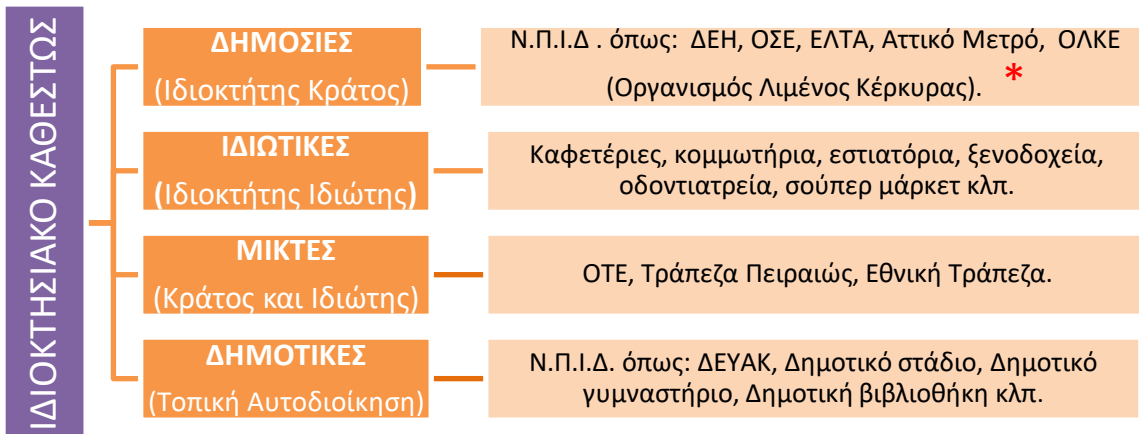 ΙΔΙΟΚΤΗΣΙΑΚΟ ΚΑΘΕΣΤΩΣ
ΔΗΜΟΣΙΕΣ
(Ιδιοκτήτης Κράτος)
Ν.Π.Ι.Δ . όπως: ΔΕΗ, ΟΣΕ, ΕΛΤΑ, Αττικό Μετρό, ΟΛΚΕ
(Οργανισμός Λιμένος Κέρκυρας). *
ΙΔΙΩΤΙΚΕΣ
(Ιδιοκτήτης Ιδιώτης)
Καφετέριες, κομμωτήρια, εστιατόρια, ξενοδοχεία,
οδοντιατρεία, σούπερ μάρκετ κλπ.
ΜΙΚΤΕΣ
(Κράτος και Ιδιώτης)
ΟΤΕ, Τράπεζα Πειραιώς, Εθνική Τράπεζα.
ΔΗΜΟΤΙΚΕΣ
(Τοπική Αυτοδιοίκηση)
Ν.Π.Ι.Δ. όπως: ΔΕΥΑΚ, Δημοτικό στάδιο, Δημοτικό
γυμναστήριο, Δημοτική βιβλιοθήκη κλπ.